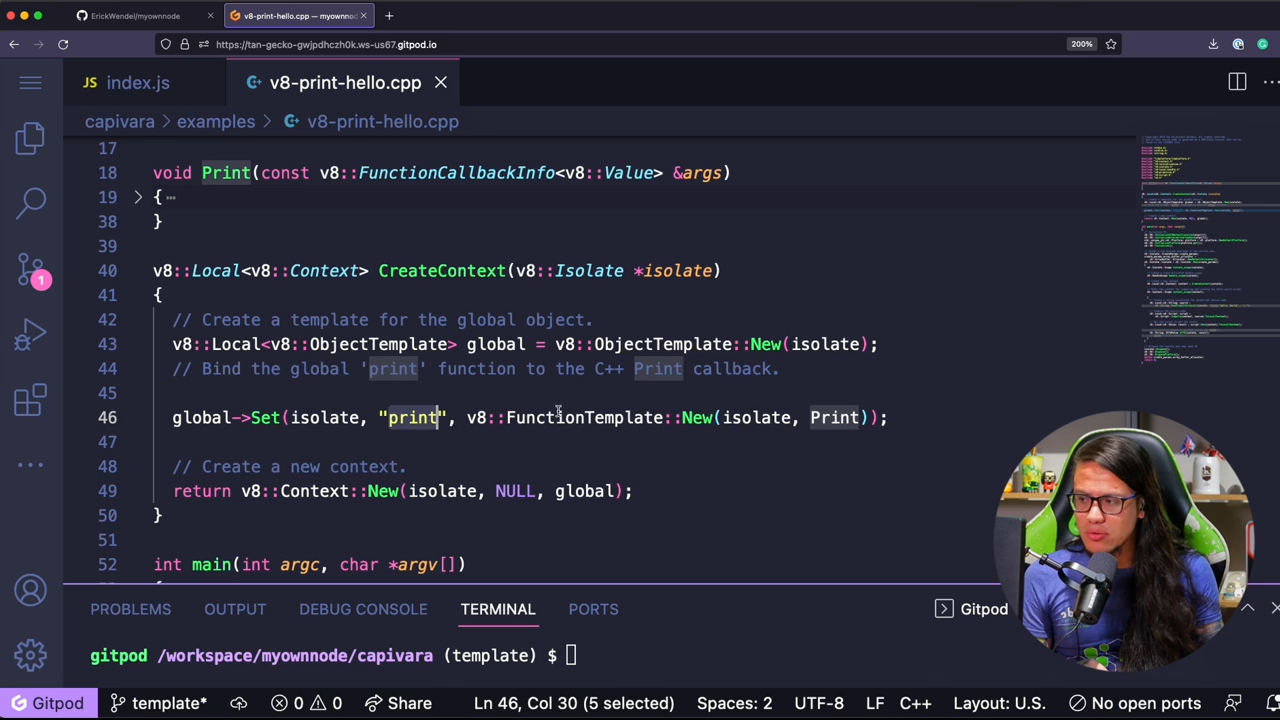 ErickWendel/myownnode
v8-print-hello.cpp — myownnod
https://tan-gecko-gwjpdhczh0k.ws-us67.gitpod.io
200%
JS index.js
v8-print-hello.cpp
capivara > examples > v8-print-hello.cpp
17
18 void Print(const v8::FunctionCallbackInfo<v8::Value> &args)
19 { ···
38 }
39
40 v8::Local<v8::Context> CreateContext(v8::Isolate *isolate)
41 {
42 // Create a template for the global object.
43 v8::Local<v8::ObjectTemplate> global = v8::ObjectTemplate::New(isolate);
44 // Bind the global 'print' function to the C++ Print callback.
45
46 global->Set(isolate, "print", v8::FunctionTemplate::New(isolate, Print));
47
48 // Create a new context.
49 return v8::Context::New(isolate, NULL, global);
50 }
51
52 int main(int argc, char *argv[])
1
PROBLEMS OUTPUT DEBUG CONSOLE TERMINAL PORTS
Gitpod
gitpod /workspace/myownnode/capivara (template) $
Gitpod template* 0 0 Share Ln 46, Col 30 (5 selected) Spaces: 2 UTF-8 LF C++ Layout: U.S. No open ports